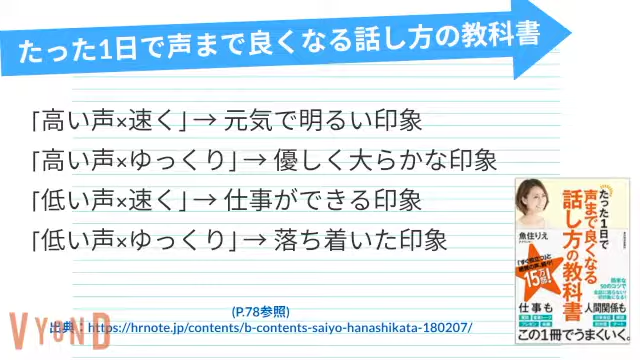 たった1日で声まで良くなる話し方の教科書
「高い声×速く」→ 元気で明るい印象
「高い声×ゆっくり」→ 優しく大らかな印象
「低い声×速く」→ 仕事ができる印象
「低い声×ゆっくり」→ 落ち着いた印象
(P.78参照)
出典：https://hrnote.jp/contents/b-contents-saiyo-hanashikata-180207/
VYOND
たった1日で
声まで良くなる
話し方の教科書
魚住りえ
15万部!
仕事も
人間関係も
この1冊でうまくいく。